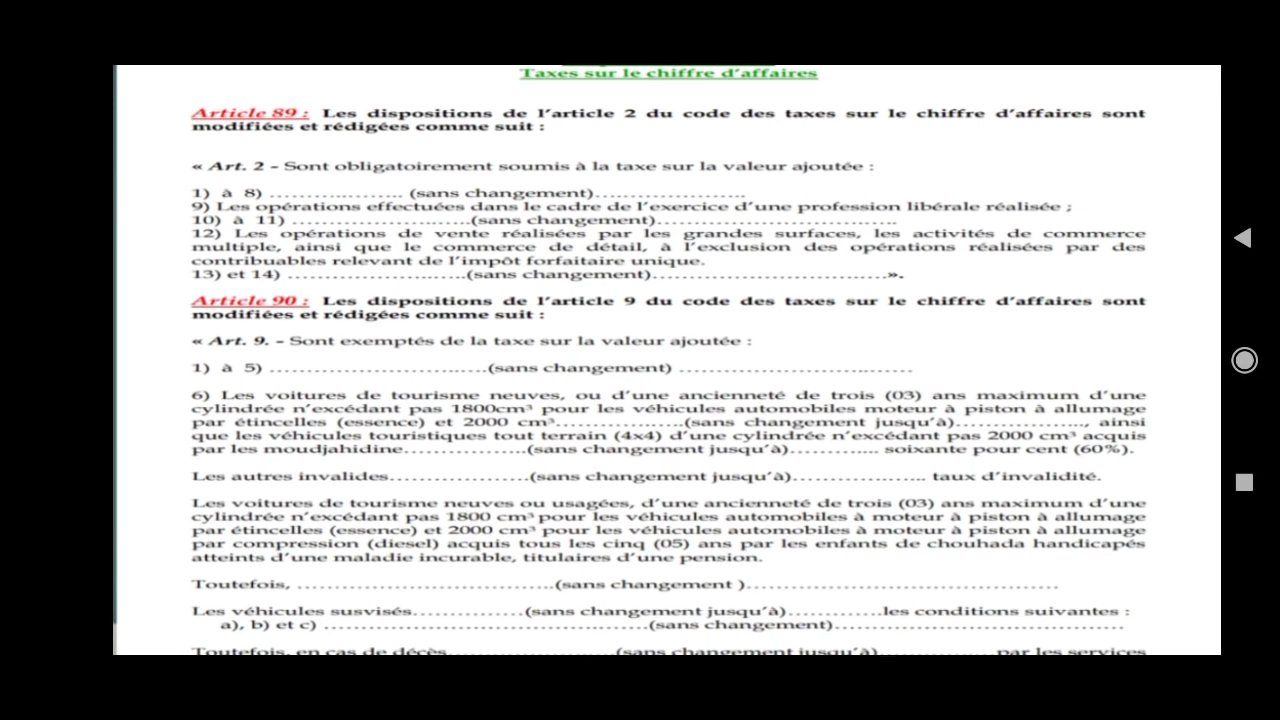 Taxes sur le chiffre d'affaires
Article 89 : Les dispositions de l'article 2 du code des taxes sur le chiffre d'affaires sont
modifiées et rédigées comme suit :
« Art. 2 - Sont obligatoirement soumis à la taxe sur la valeur ajoutée :
1) à 8) ………..…….. (sans changement)…..……………..
9) Les opérations effectuées dans le cadre de l'exercice d'une profession libérale réalisée ;
10) à 11) ………………….…..(sans changement)……………………………..
12) Les opérations de vente réalisées par les grandes surfaces, les activités de commerce
multiple, ainsi que le commerce de détail, à l'exclusion des opérations réalisées par des
contribuables relevant de l'impôt forfaitaire unique.
13) et 14) ……………………..(sans changement)……………………………..».
Article 90 : Les dispositions de l'article 9 du code des taxes sur le chiffre d'affaires sont
modifiées et rédigées comme suit :
« Art. 9. - Sont exemptés de la taxe sur la valeur ajoutée :
1) à 5) …………………….……(sans changement) …………………….………
6) Les voitures de tourisme neuves, ou d'une ancienneté de trois (03) ans maximum d'une
cylindrée n'excédant pas 1800cm³ pour les véhicules automobiles moteur à piston à allumage
par étincelles (essence) et 2000 cm³……………….(sans changement jusqu'à)………………, ainsi
que les véhicules touristiques tout terrain (4x4) d'une cylindrée n'excédant pas 2000 cm³ acquis
par les moudjahidine……………..(sans changement jusqu'à)……….... soixante pour cent (60%).
Les autres invalides………………..(sans changement jusqu'à)…………….…... taux d'invalidité.
Les voitures de tourisme neuves ou usagées, d'une ancienneté de trois (03) ans maximum d'une
cylindrée n'excédant pas 1800 cm³ pour les véhicules automobiles à moteur à piston à allumage
par étincelles (essence) et 2000 cm³ pour les véhicules automobiles à moteur à piston à allumage
par compression (diesel) acquis tous les cinq (05) ans par les enfants de chouhada handicapés
atteints d'une maladie incurable, titulaires d'une pension.
Toutefois, ………………………………..(sans changement )………………………………………
Les véhicules susvisés……………(sans changement jusqu'à)………….les conditions suivantes :
a), b) et c) ……………………………………….…(sans changement)……………………………………
Toutefois, en cas de décès…………………….(sans changement jusqu'à)……………… par les services